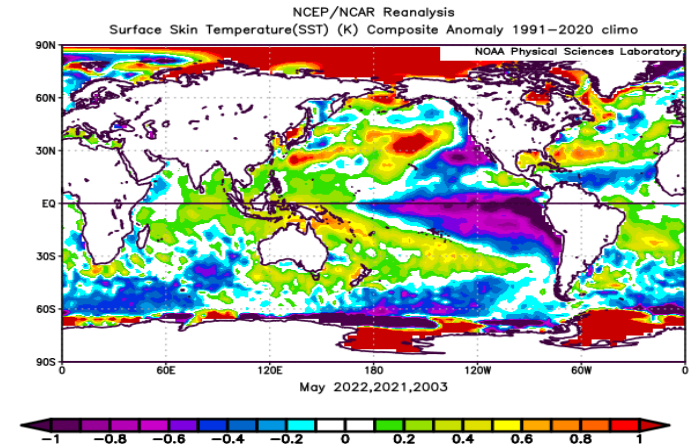 NCEP/NCAR Reanalysis
Surface Skin Temperature(SST) (K) Composite Anomaly 1991-2020 climo
NOAA Physical Sciences Laboratory
90N
60N
30N
EQ
30S
60S
90S
0 60E 120E 180 120W 60W 0
May 2022,2021,2003
-1 -0.8 -0.6 -0.4 -0.2 0 0.2 0.4 0.6 0.8 1